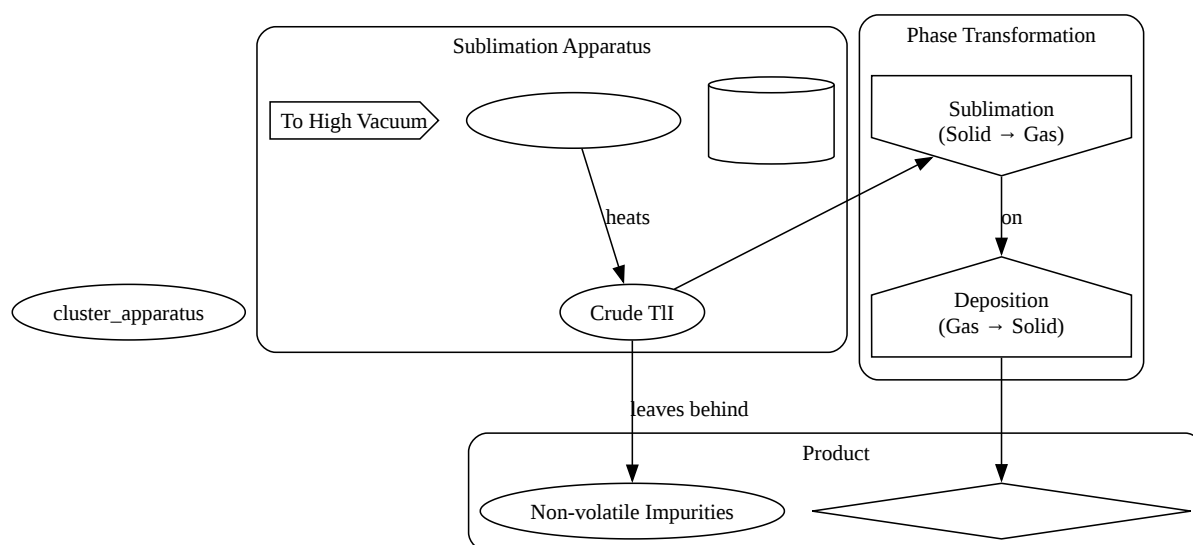 Sublimation Apparatus
Phase Transformation
To High Vacuum
Sublimation
(Solid → Gas)
heats
on
cluster_apparatus
Crude TlI
Deposition
(Gas → Solid)
leaves behind
Product
Non-volatile Impurities